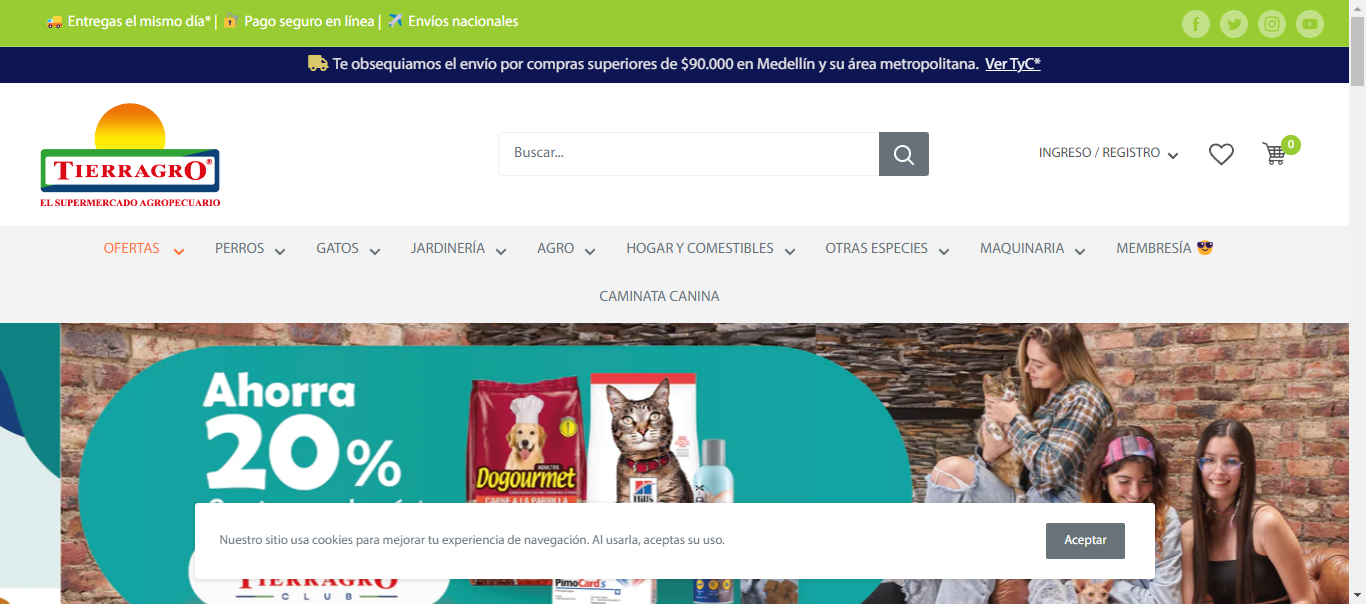 Entregas el mismo día* | Pago seguro en línea | Envíos nacionales
Te obsequiamos el envío por compras superiores de $90.000 en Medellín y su área metropolitana. Ver TyC*
TIERRAGRO®
EL SUPERMERCADO AGROPECUARIO
Buscar...
INGRESO / REGISTRO
0
OFERTAS PERROS GATOS JARDINERÍA AGRO HOGAR Y COMESTIBLES OTRAS ESPECIES MAQUINARIA MEMBRESÍA
CAMINATA CANINA
Ahorra
20%
ADULTOS
Dogourmet
CARNE A LA PARRILLA
Hill's
Nuestro sitio usa cookies para mejorar tu experiencia de navegación. Al usarla, aceptas su uso.
Aceptar
TIERRAGRO
CLUB
PimoCard's